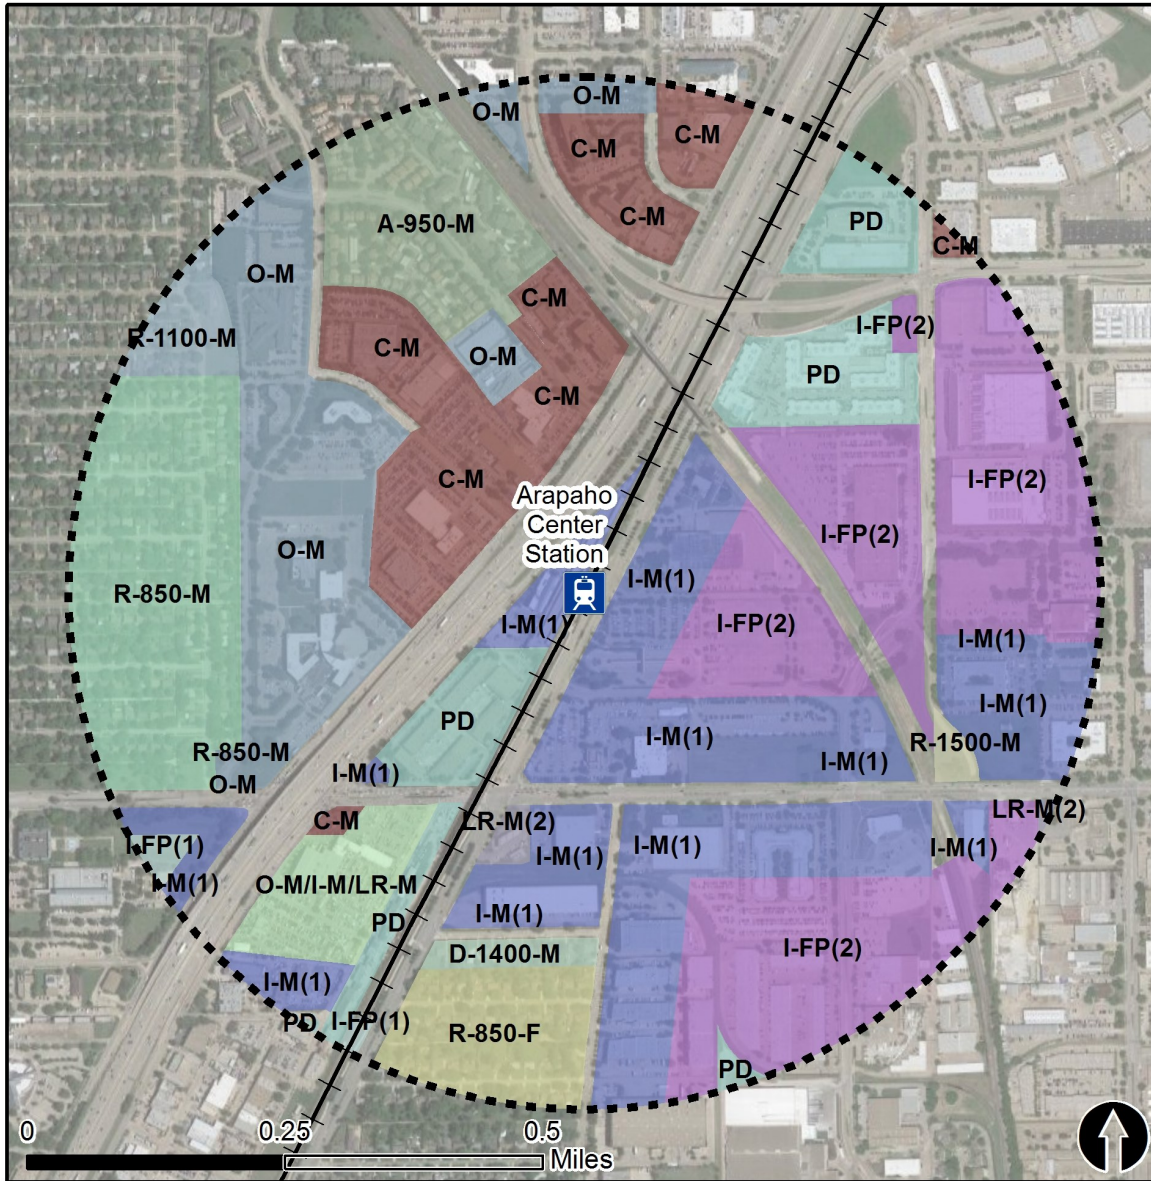 O-M
O-M
C-M
C-M
C-M
A-950-M
PD
C-M
O-M
C-M
I-FP(2)
R-1100-M
C-M
O-M
PD
C-M
C-M
I-FP(2)
Arapaho
Center
Station
I-FP(2)
O-M
I-M(1)
R-850-M
I-M(1)
I-FP(2)
I-M(1)
I-M(1)
PD
I-M(1)
R-1500-M
R-850-M
I-M(1)
I-M(1)
O-M
C-M
LR-M(2)
LR-M(2)
I-FP(1)
I-M(1)
I-M(1)
I-M(1)
I-M(1)
O-M/I-M/LR-M
I-M(1)
PD
I-FP(2)
D-1400-M
I-M(1)
PD
I-FP(1)
R-850-F
PD
0
0.25
0.5
Miles